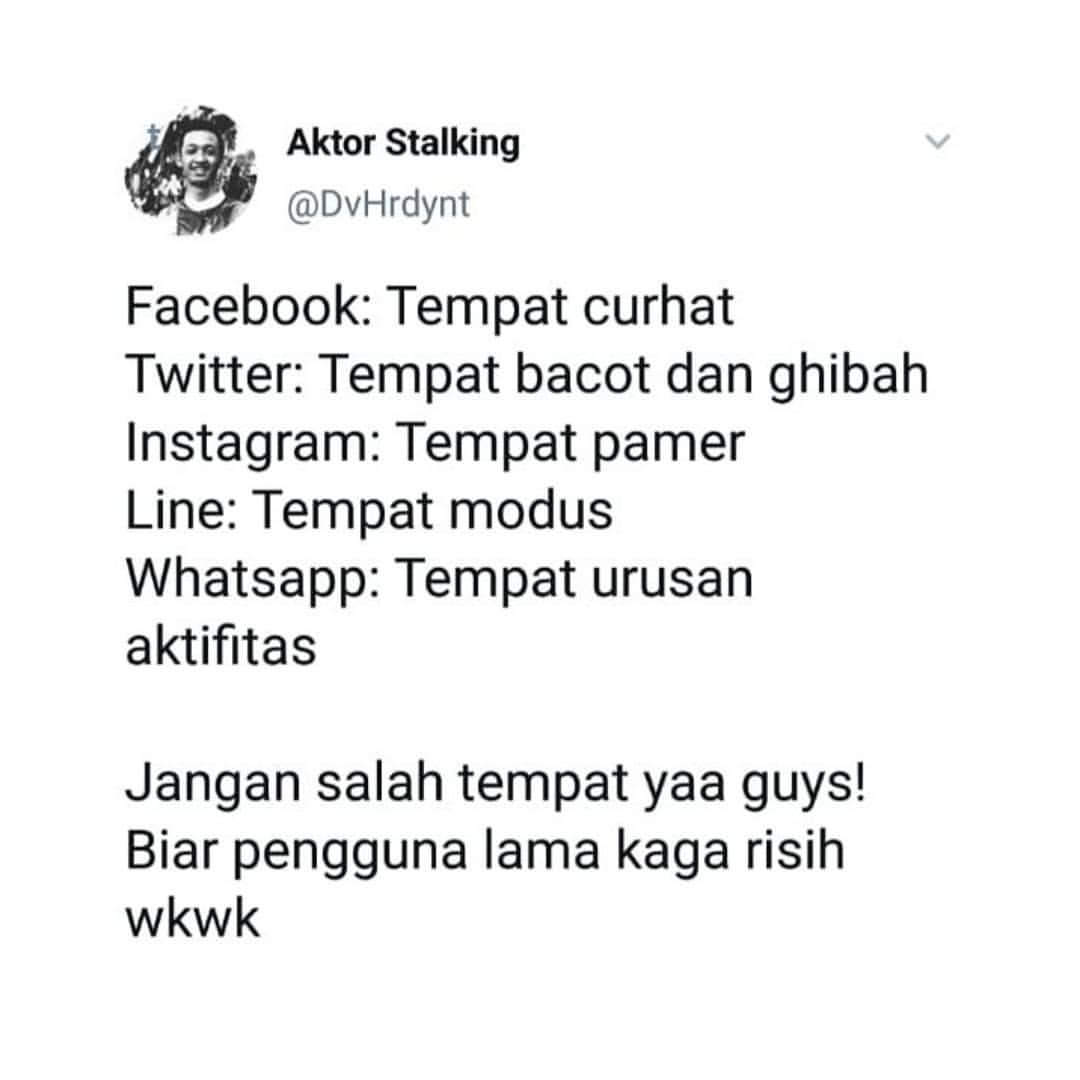 Aktor Stalking
@DvHrdynt
Facebook: Tempat curhat
Twitter: Tempat bacot dan ghibah
Instagram: Tempat pamer
Line: Tempat modus
Whatsapp: Tempat urusan
aktifitas
Jangan salah tempat yaa guys!
Biar pengguna lama kaga risih
wkwk